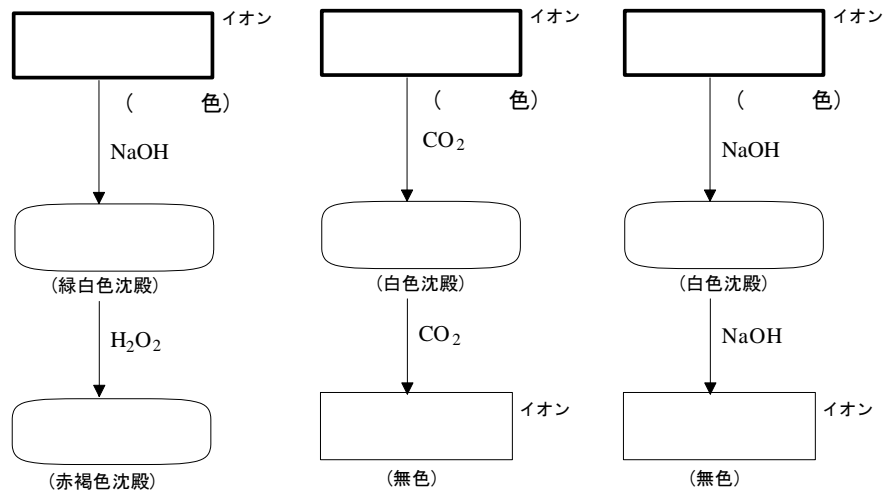 イオン イオン イオン
( 色) ( 色) ( 色)
NaOH CO2 NaOH
(緑白色沈殿) (白色沈殿) (白色沈殿)
H2O2 CO2 NaOH
イオン イオン
(赤褐色沈殿) (無色) (無色)